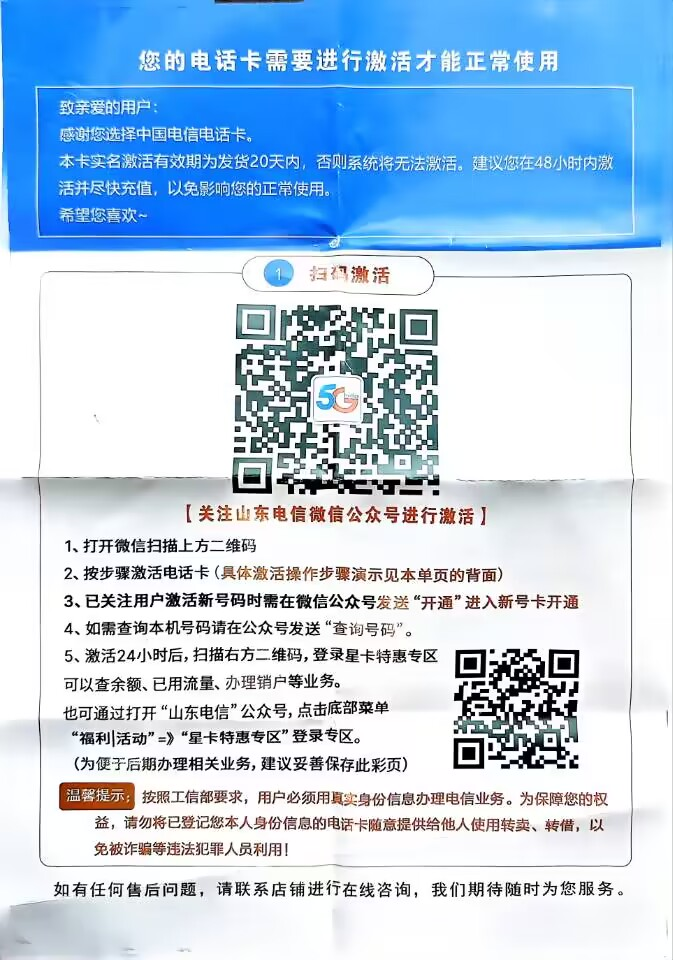 您的电话卡需要进行激活才能正常使用
致亲爱的用户：
感谢您选择中国电信电话卡。
本卡实名激活有效期为发货20天内，否则系统将无法激活。建议您在48小时内激
活并尽快充值，以免影响您的正常使用。
希望您喜欢~
1 扫码激活
5G
【关注山东电信微信公众号进行激活】
1、打开微信扫描上方二维码
2、按步骤激活电话卡（具体激活操作步骤演示见本单页的背面）
3、已关注用户激活新号码时需在微信公众号发送“开通”进入新号卡开通
4、如需查询本机号码请在公众号发送“查询号码”。
5、激活24小时后，扫描右方二维码，登录星卡特惠专区
可以查余额、已用流量、办理销户等业务。
也可通过打开“山东电信”公众号，点击底部菜单
“福利|活动”=》“星卡特惠专区”登录专区。
（为便于后期办理相关业务，建议妥善保存此彩页）
温馨提示：按照工信部要求，用户必须用真实身份信息办理电信业务。为保障您的权
益，请勿将已登记您本人身份信息的电话卡随意提供给他人使用转卖、转借，以
免被诈骗等违法犯罪人员利用！
如有任何售后问题，请联系店铺进行在线咨询，我们期待随时为您服务。